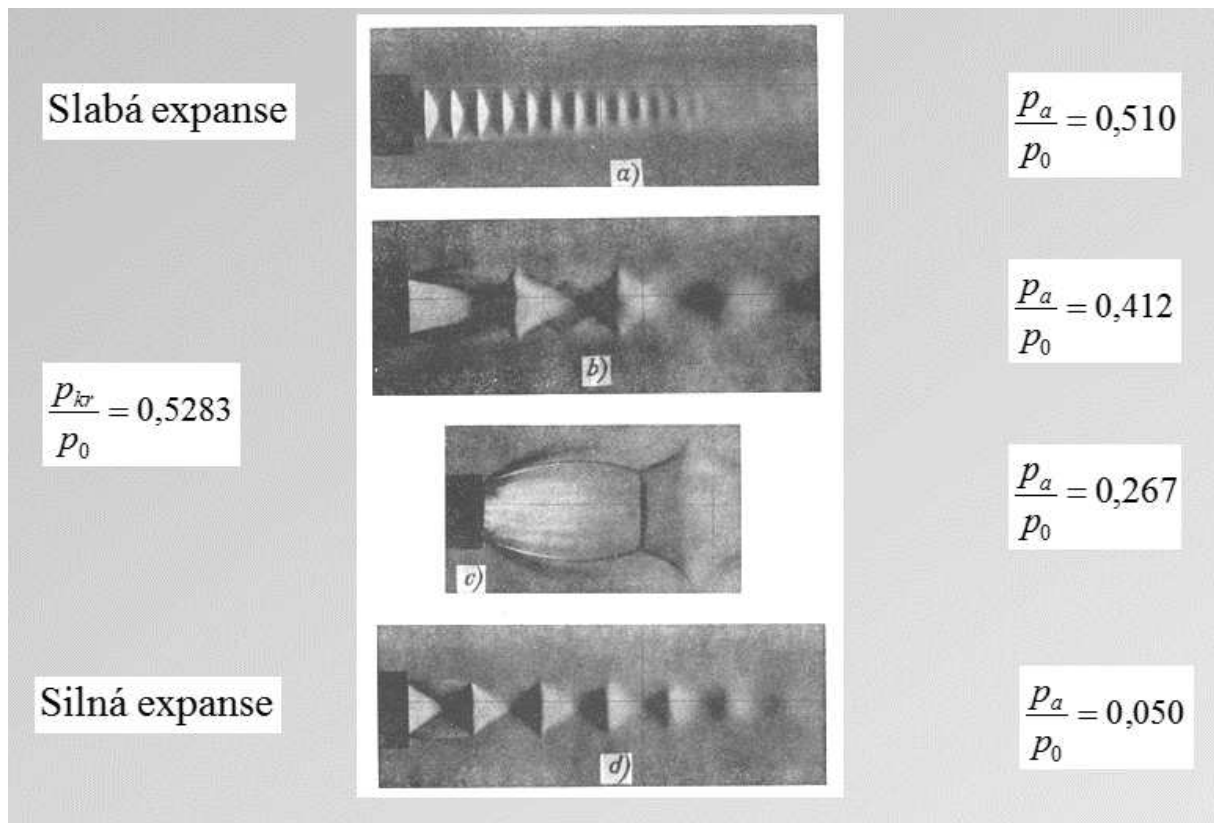 Slabá expanse
a)
p_a / p_0 = 0,510
b)
p_a / p_0 = 0,412
p_kr / p_0 = 0,5283
c)
p_a / p_0 = 0,267
Silná expanse
d)
p_a / p_0 = 0,050